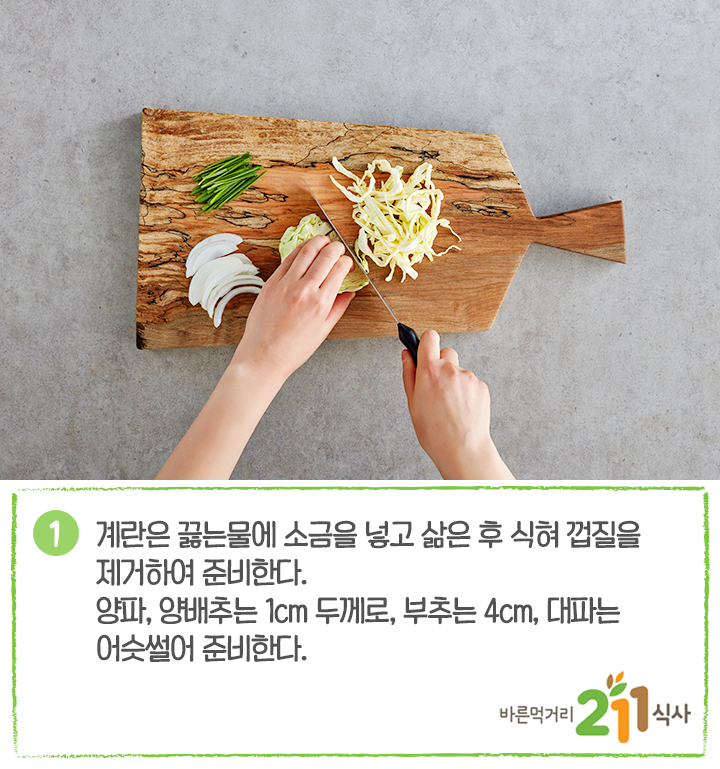 1
계란은 끓는물에 소금을 넣고 삶은 후 식혀 껍질을
제거하여 준비한다.
양파, 양배추는 1cm 두께로, 부추는 4cm, 대파는
어슷썰어 준비한다.
바른먹거리 211 식사